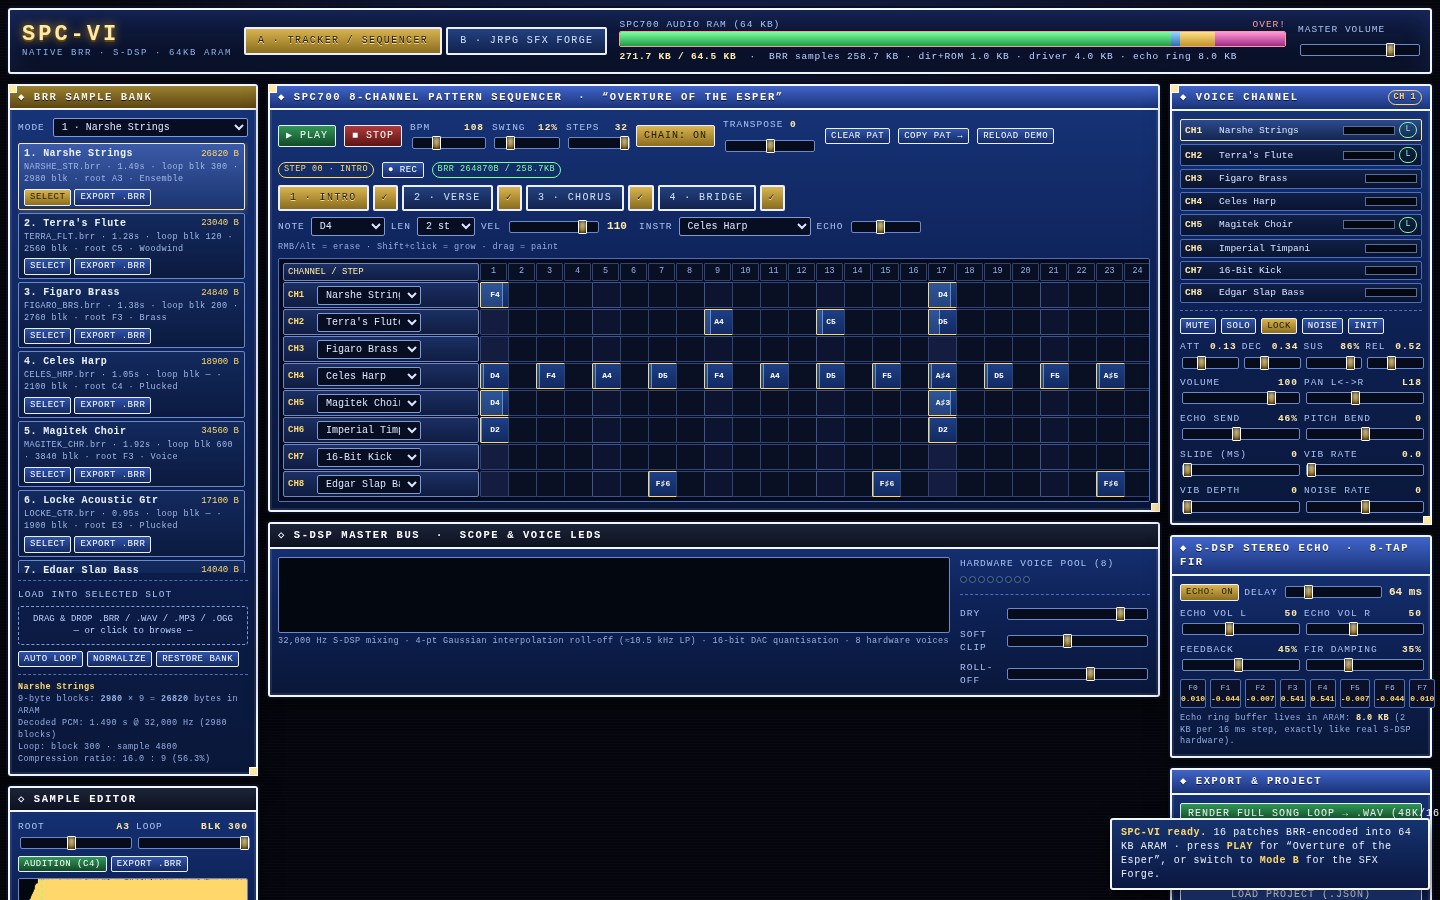 SPC-VI
NATIVE BRR · S-DSP · 64KB ARAM
A · TRACKER / SEQUENCER
B · JRPG SFX FORGE
SPC700 AUDIO RAM (64 KB)
OVER!
271.7 KB / 64.5 KB · BRR samples 258.7 KB · dir+ROM 1.0 KB · driver 4.0 KB · echo ring 8.0 KB
MASTER VOLUME
◆ BRR SAMPLE BANK
MODE 1 · Narshe Strings
1. Narshe Strings 26820 B
NARSHE_STR.brr · 1.49s · loop blk 300 ·
2980 blk · root A3 · Ensemble
SELECT EXPORT .BRR
2. Terra's Flute 23040 B
TERRA_FLT.brr · 1.28s · loop blk 120 ·
2560 blk · root C5 · Woodwind
SELECT EXPORT .BRR
3. Figaro Brass 24840 B
FIGARO_BRS.brr · 1.38s · loop blk 200 ·
2760 blk · root F3 · Brass
SELECT EXPORT .BRR
4. Celes Harp 18900 B
CELES_HRP.brr · 1.05s · loop blk — ·
2100 blk · root C4 · Plucked
SELECT EXPORT .BRR
5. Magitek Choir 34560 B
MAGITEK_CHR.brr · 1.92s · loop blk 600
· 3840 blk · root F3 · Voice
SELECT EXPORT .BRR
6. Locke Acoustic Gtr 17100 B
LOCKE_GTR.brr · 0.95s · loop blk — ·
1900 blk · root E3 · Plucked
SELECT EXPORT .BRR
7. Edgar Slap Bass 14040 B
LOAD INTO SELECTED SLOT
DRAG & DROP .BRR / .WAV / .MP3 / .OGG
— or click to browse —
AUTO LOOP NORMALIZE RESTORE BANK
Narshe Strings
9-byte blocks: 2980 × 9 = 26820 bytes in
ARAM
Decoded PCM: 1.490 s @ 32,000 Hz (2980
blocks)
Loop: block 300 · sample 4800
Compression ratio: 16.0 : 9 (56.3%)
◇ SAMPLE EDITOR
ROOT A3 LOOP BLK 300
AUDITION (C4) EXPORT .BRR
◆ SPC700 8-CHANNEL PATTERN SEQUENCER · “OVERTURE OF THE ESPER”
▶ PLAY ■ STOP BPM 108 SWING 12% STEPS 32 CHAIN: ON TRANSPOSE 0 CLEAR PAT COPY PAT → RELOAD DEMO
STEP 00 · INTRO ● REC BRR 264870B / 258.7KB
1 · INTRO ✓ 2 · VERSE ✓ 3 · CHORUS ✓ 4 · BRIDGE ✓
NOTE D4 LEN 2 st VEL 110 INSTR Celes Harp ECHO
RMB/Alt = erase · Shift+click = grow · drag = paint
CHANNEL / STEP 1 2 3 4 5 6 7 8 9 10 11 12 13 14 15 16 17 18 19 20 21 22 23 24
CH1 Narshe String F4 D4
CH2 Terra's Flute A4 C5 D5
CH3 Figaro Brass
CH4 Celes Harp D4 F4 A4 D5 F4 A4 D5 F5 A♯4 D5 F5 A♯5
CH5 Magitek Choir D4 A♯3
CH6 Imperial Timp D2 D2
CH7 16-Bit Kick
CH8 Edgar Slap Ba F♯6 F♯6 F♯6
◇ S-DSP MASTER BUS · SCOPE & VOICE LEDS
32,000 Hz S-DSP mixing · 4-pt Gaussian interpolation roll-off (≈10.5 kHz LP) · 16-bit DAC quantisation · 8 hardware voices
HARDWARE VOICE POOL (8)
DRY
SOFT
CLIP
ROLL-
OFF
◆ VOICE CHANNEL CH 1
CH1 Narshe Strings L
CH2 Terra's Flute L
CH3 Figaro Brass
CH4 Celes Harp
CH5 Magitek Choir L
CH6 Imperial Timpani
CH7 16-Bit Kick
CH8 Edgar Slap Bass
MUTE SOLO LOCK NOISE INIT
ATT 0.13 DEC 0.34 SUS 86% REL 0.52
VOLUME 100 PAN L<->R L18
ECHO SEND 46% PITCH BEND 0
SLIDE (MS) 0 VIB RATE 0.0
VIB DEPTH 0 NOISE RATE 0
◆ S-DSP STEREO ECHO · 8-TAP
FIR
ECHO: ON DELAY 64 ms
ECHO VOL L 50 ECHO VOL R 50
FEEDBACK 45% FIR DAMPING 35%
F0 F1 F2 F3 F4 F5 F6 F7
0.010 -0.044 -0.007 0.541 0.541 -0.007 -0.044 0.010
Echo ring buffer lives in ARAM: 8.0 KB (2
KB per 16 ms step, exactly like real S-DSP
hardware).
◆ EXPORT & PROJECT
RENDER FULL SONG LOOP → .WAV (48K/16
SPC-VI ready. 16 patches BRR-encoded into 64
KB ARAM · press PLAY for “Overture of the
Esper”, or switch to Mode B for the SFX
Forge.
LOAD PROJECT (.JSON)